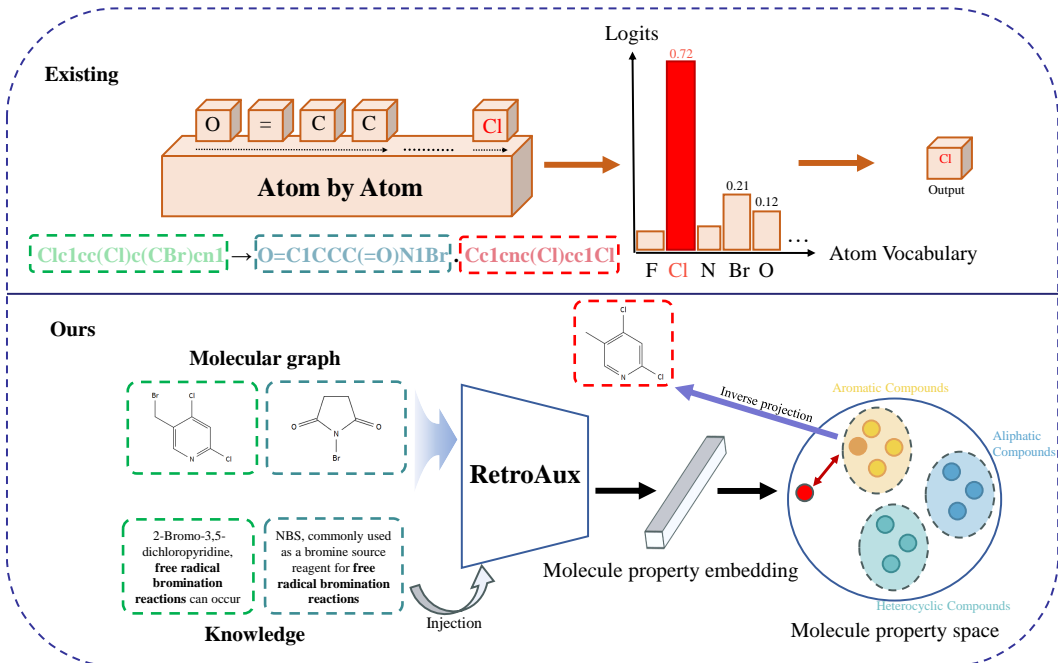 Existing
O = C C Cl
..........
Atom by Atom
Clc1cc(Cl)c(CBr)cn1 → O=C1CCC(=O)N1Br . Cc1cnc(Cl)cc1Cl
Logits
0.72
0.21
0.12
...
F Cl N Br O
Atom Vocabulary
Cl
Output
Ours
Molecular graph
Br
Cl
N
Cl
O
N
O
Br
Cl
N
Cl
RetroAux
2-Bromo-3,5-
dichloropyridine,
free radical
bromination
reactions can occur
NBS, commonly used
as a bromine source
reagent for free
radical bromination
reactions
Knowledge
Injection
Molecule property embedding
Inverse projection
Aromatic Compounds
Aliphatic
Compounds
Heterocyclic Compounds
Molecule property space